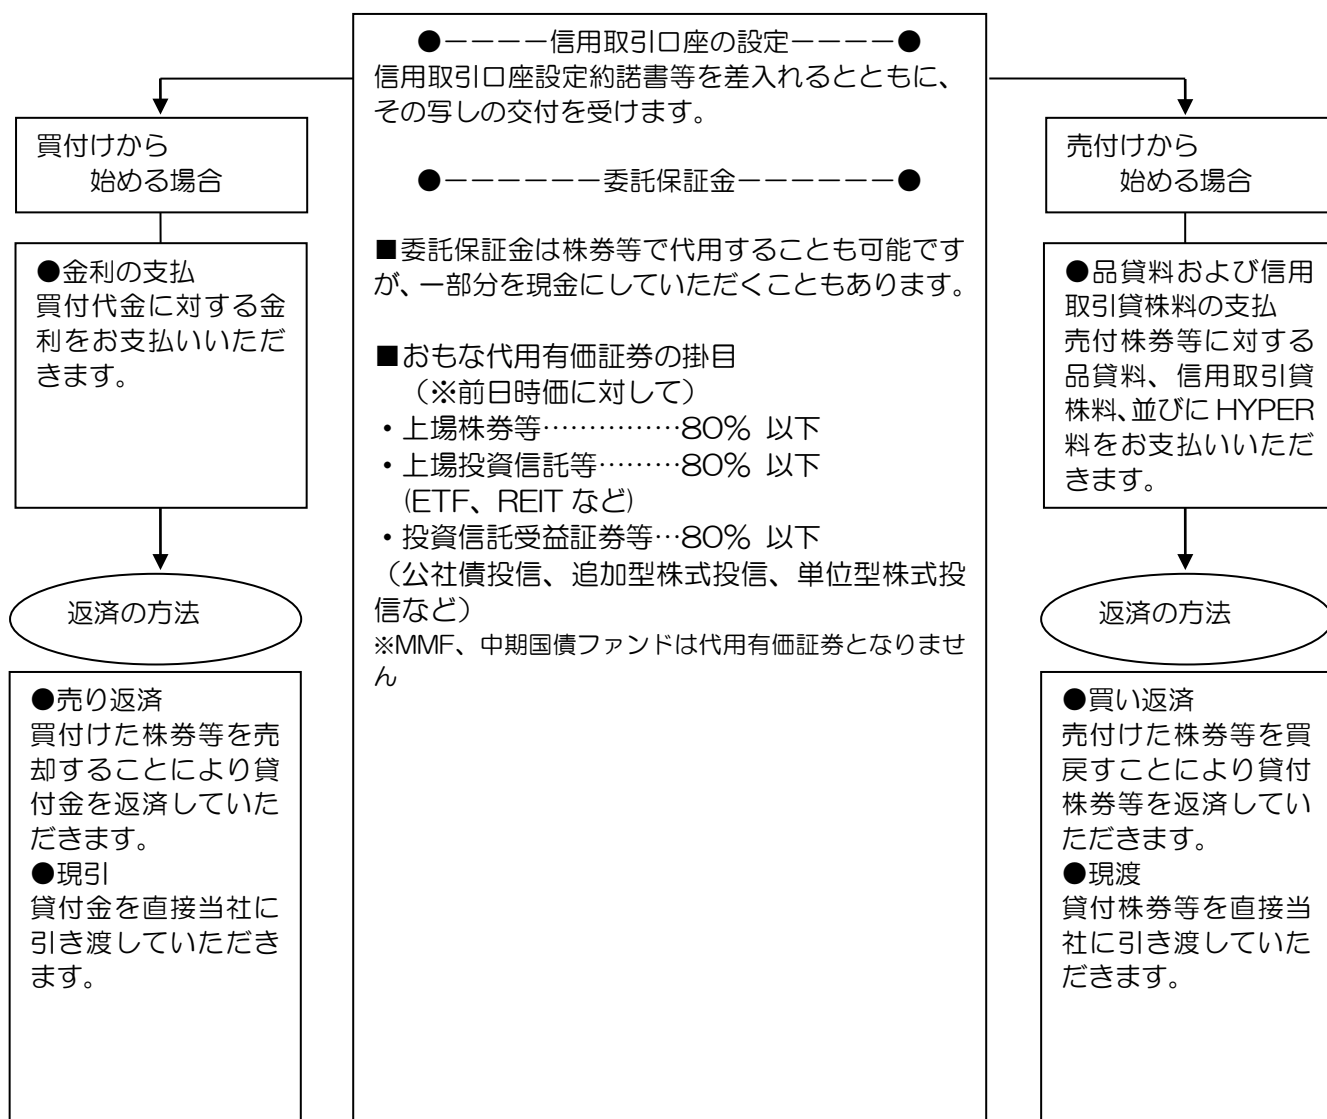 ●ーーーー信用取引口座の設定ーーーー●
信用取引口座設定約諾書等を差入れるとともに、
その写しの交付を受けます。
●ーーーーーー委託保証金ーーーーーー●
■委託保証金は株券等で代用することも可能です
が、一部分を現金にしていただくこともあります。
■おもな代用有価証券の掛目
（※前日時価に対して）
・上場株券等……………80％ 以下
・上場投資信託等………80％ 以下
(ETF、REIT など)
・投資信託受益証券等…80％ 以下
（公社債投信、追加型株式投信、単位型株式投
信など）
※MMF、中期国債ファンドは代用有価証券となりませ
ん
買付けから
始める場合
●金利の支払
買付代金に対する金
利をお支払いいただ
きます。
返済の方法
●売り返済
買付けた株券等を売
却することにより貸
付金を返済していた
だきます。
●現引
貸付金を直接当社に
引き渡していただき
ます。
売付けから
始める場合
●品貸料および信用
取引貸株料の支払
売付株券等に対する
品貸料、信用取引貸
株料、並びに HYPER
料をお支払いいただ
きます。
返済の方法
●買い返済
売付けた株券等を買
戻すことにより貸付
株券等を返済してい
ただきます。
●現渡
貸付株券等を直接当
社に引き渡していた
だきます。